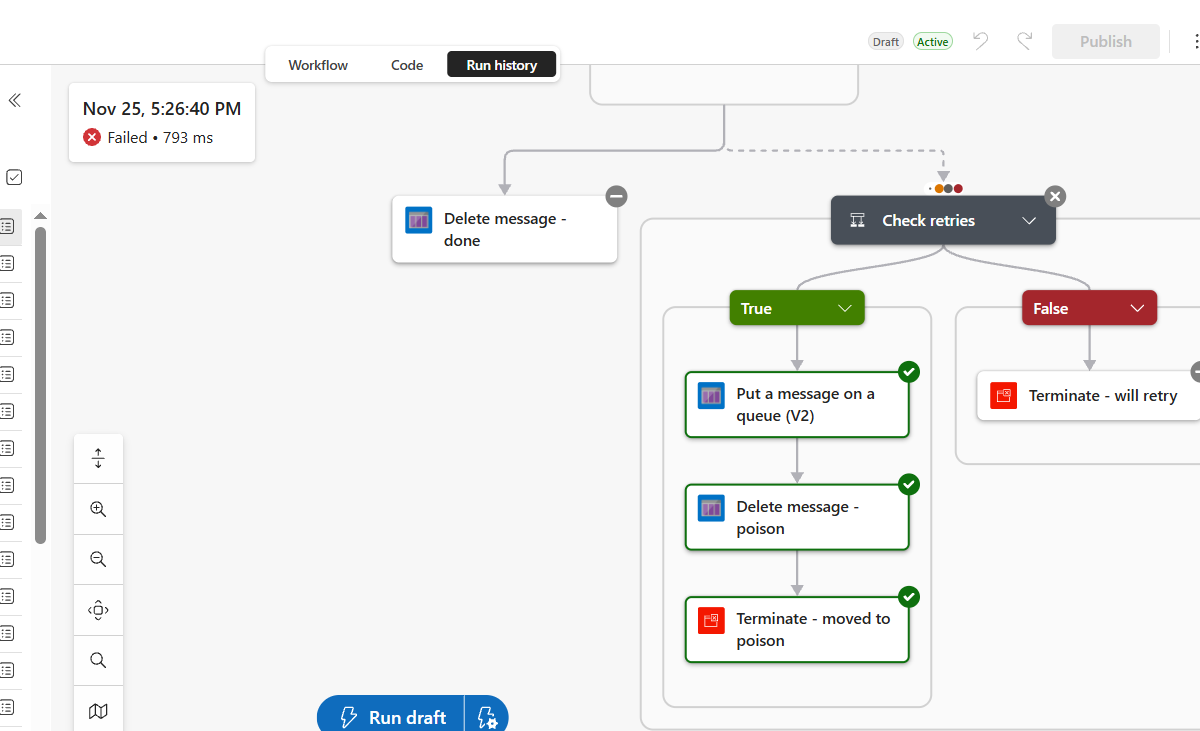 Draft
Active
Publish
Workflow
Code
Run history
Nov 25, 5:26:40 PM
Failed • 793 ms
Delete message -
done
Check retries
True
False
Put a message on a
queue (V2)
Terminate - will retry
Delete message -
poison
Terminate - moved to
poison
Run draft